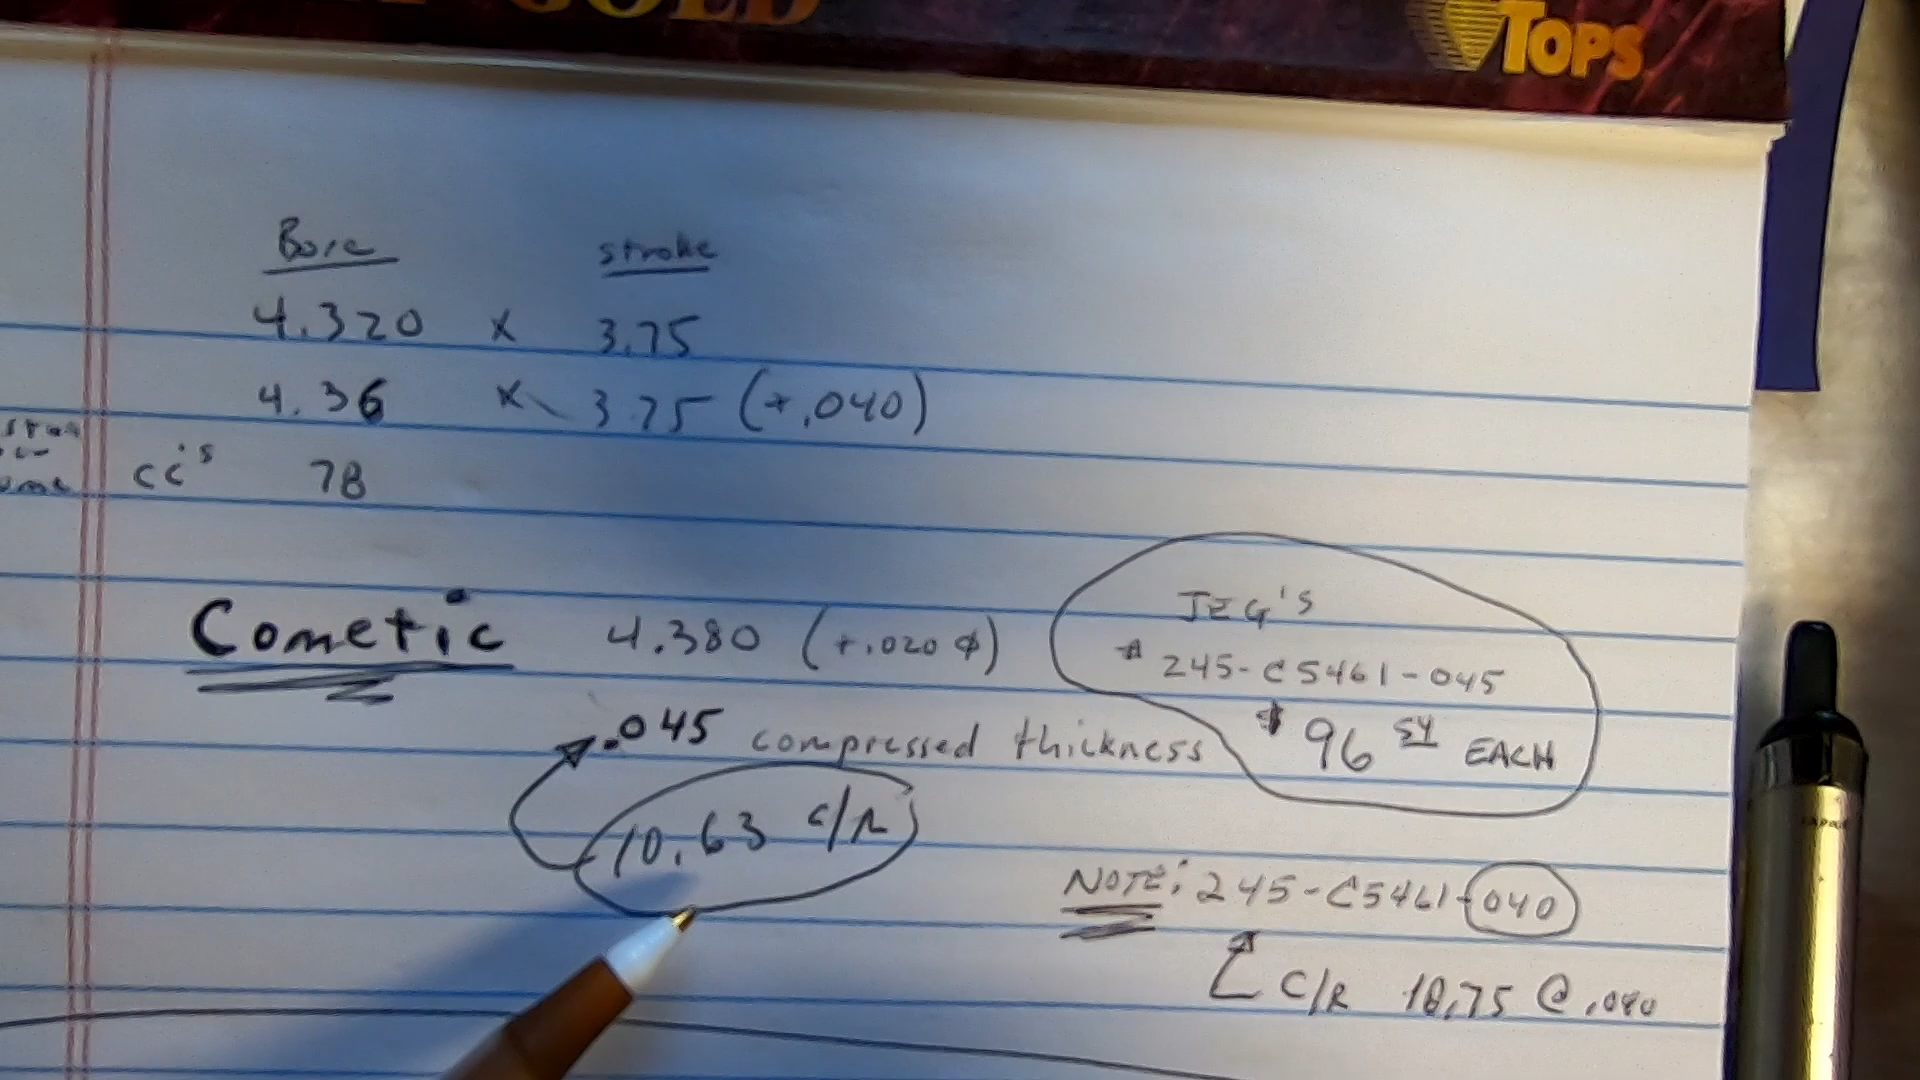 GOLD
TOPS
Bore stroke
4.320 x 3.75
4.36 x 3.75 (+.040)
cc's 78
Cometic 4.380 (+.020 φ)
.045 compressed thickness
10.63 C/R
JEG'S
# 245-C5461-045
$ 96 54 EACH
NOTE: 245-C5461-040
C/R 10.75 @ .040